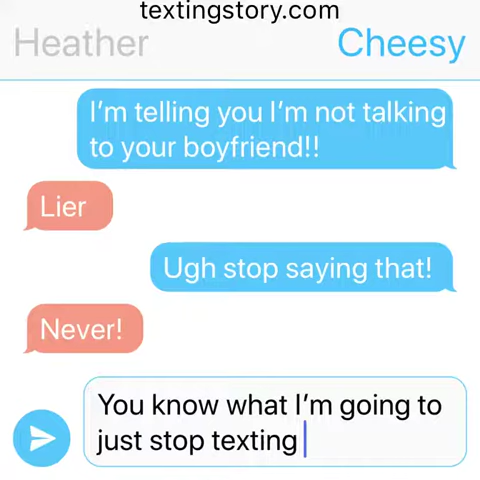 textingstory.com
Heather Cheesy
I'm telling you I'm not talking
to your boyfriend!!
Lier
Ugh stop saying that!
Never!
You know what I'm going to
just stop texting